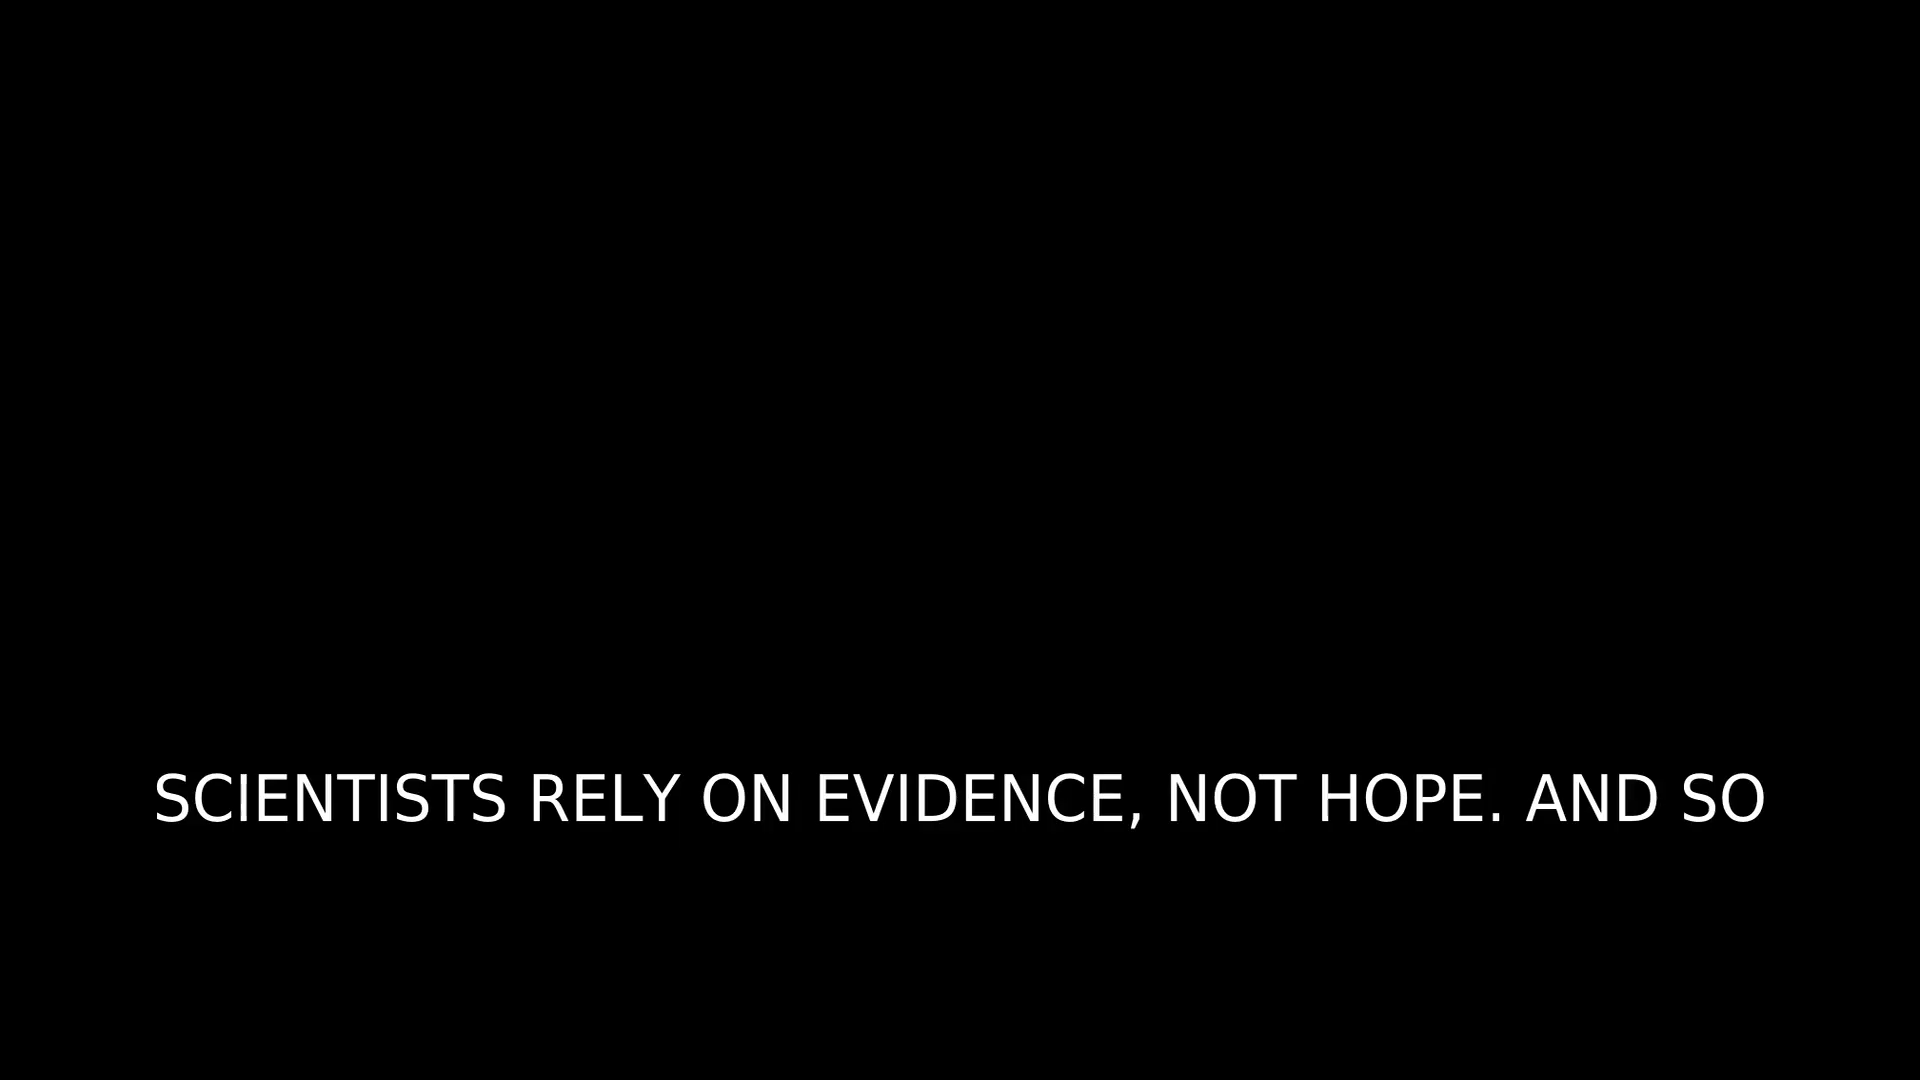 SCIENTISTS RELY ON EVIDENCE, NOT HOPE. AND SO